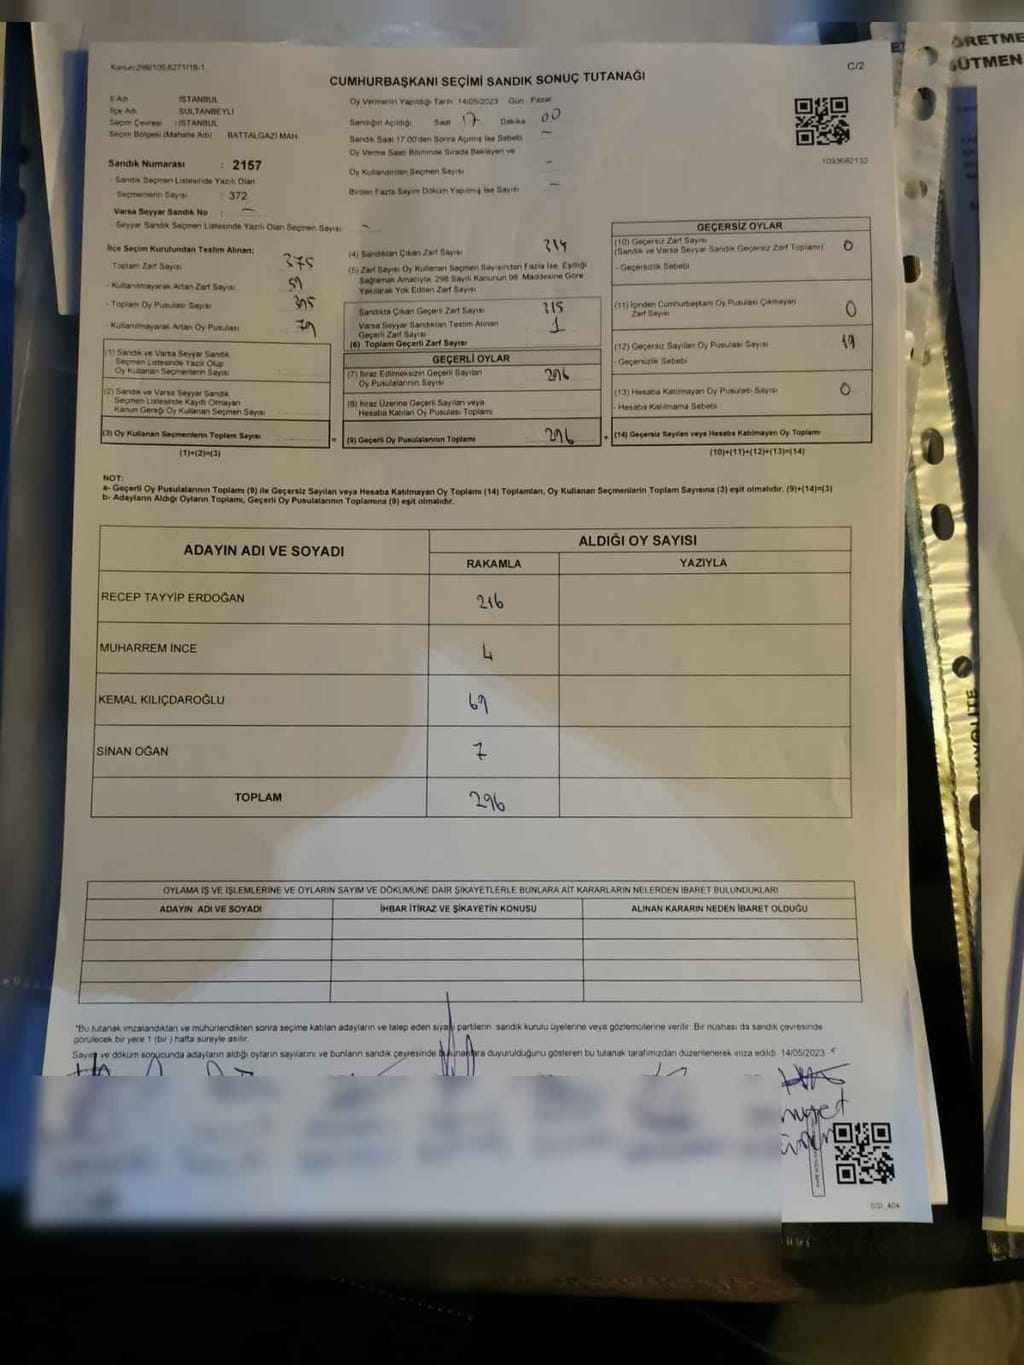 Kanun:298/105,6271/18-1
CUMHURBAŞKANI SEÇİMİ SANDIK SONUÇ TUTANAĞI
C/2
İl Adı : İSTANBUL
İlçe Adı : SULTANBEYLİ
Seçim Çevresi : İSTANBUL
Seçim Bölgesi (Mahalle Adı) : BATTALGAZİ MAH.
Sandık Numarası : 2157
- Sandık Seçmen Listesinde Yazılı Olan
Seçmenlerin Sayısı : 372
Varsa Seyyar Sandık No : –
- Seyyar Sandık Seçmen Listesinde Yazılı Olan Seçmen Sayısı : –
Oy Vermenin Yapıldığı Tarih 14/05/2023 Gün Pazar
Sandığın Açıldığı Saat 17 Dakika 00
Sandık Saat 17.00'den Sonra Açılmış İse Sebebi –
Oy Verme Saati Bitiminde Sırada Bekleyen ve
Oy Kullandırılan Seçmen Sayısı –
Birden Fazla Sayım Döküm Yapılmış İse Sayısı –
1093682132
İlçe Seçim Kurulundan Teslim Alınan;
Toplam Zarf Sayısı 375
- Kullanılmayarak Artan Zarf Sayısı 59
- Toplam Oy Pusulası Sayısı 395
- Kullanılmayarak Artan Oy Pusulası 79
(1) Sandık ve Varsa Seyyar Sandık
Seçmen Listesinde Yazılı Olup
Oy Kullanan Seçmenlerin Sayısı
(2) Sandık ve Varsa Seyyar Sandık
Seçmen Listesinde Kayıtlı Olmayan
Kanun Gereği Oy Kullanan Seçmen Sayısı
(3) Oy Kullanan Seçmenlerin Toplam Sayısı
(1)+(2)=(3)
(4) Sandıktan Çıkan Zarf Sayısı
(5) Zarf Sayısı Oy Kullanan Seçmen Sayısından Fazla İse, Eşitliği
Sağlamak Amacıyla, 298 Sayılı Kanunun 98. Maddesine Göre
Yakılarak Yok Edilen Zarf Sayısı
Sandıkta Çıkan Geçerli Zarf Sayısı 315
Varsa Seyyar Sandıktan Teslim Alınan
Geçerli Zarf Sayısı 1
(6) Toplam Geçerli Zarf Sayısı
GEÇERLİ OYLAR
(7) İtiraz Edilmeksizin Geçerli Sayılan
Oy Pusulalarının Sayısı 296
(8) İtiraz Üzerine Geçerli Sayılan veya
Hesaba Katılan Oy Pusulası Toplamı
= (9) Geçerli Oy Pusulalarının Toplamı 296
GEÇERSİZ OYLAR
(10) Geçersiz Zarf Sayısı
(Sandık ve Varsa Seyyar Sandık Geçersiz Zarf Toplamı) 0
- Geçersizlik Sebebi
(11) İçinden Cumhurbaşkanı Oy Pusulası Çıkmayan
Zarf Sayısı 0
(12) Geçersiz Sayılan Oy Pusulası Sayısı 19
- Geçersizlik Sebebi
(13) Hesaba Katılmayan Oy Pusulası Sayısı 0
- Hesaba Katılmama Sebebi
+ (14) Geçersiz Sayılan veya Hesaba Katılmayan Oy Toplamı
(10)+(11)+(12)+(13)=(14)
NOT:
a- Geçerli Oy Pusulalarının Toplamı (9) ile Geçersiz Sayılan veya Hesaba Katılmayan Oy Toplamı (14) Toplamları, Oy Kullanan Seçmenlerin Toplam Sayısına (3) eşit olmalıdır. (9)+(14)=(3)
b- Adayların Aldığı Oyların Toplamı, Geçerli Oy Pusulalarının Toplamına (9) eşit olmalıdır.
ADAYIN ADI VE SOYADI
ALDIĞI OY SAYISI
RAKAMLA YAZIYLA
RECEP TAYYİP ERDOĞAN 216
MUHARREM İNCE 4
KEMAL KILIÇDAROĞLU 69
SİNAN OĞAN 7
TOPLAM 296
OYLAMA İŞ VE İŞLEMLERİNE VE OYLARIN SAYIM VE DÖKÜMÜNE DAİR ŞİKAYETLERLE BUNLARA AİT KARARLARIN NELERDEN İBARET BULUNDUKLARI
ADAYIN ADI VE SOYADI İHBAR İTİRAZ VE ŞİKAYETİN KONUSU ALINAN KARARIN NEDEN İBARET OLDUĞU
"Bu tutanak imzalandıktan ve mühürlendikten sonra seçime katılan adayların ve talep eden siyasi partilerin sandık kurulu üyelerine veya gözlemcilerine verilir. Bir nüshası da sandık çevresinde
görülecek bir yere 1 (bir ) hafta süreyle asılır.
Sayım ve döküm sonucunda adayların aldığı oyların sayılarını ve bunların sandık çevresinde bulunanlara duyurulduğunu gösteren bu tutanak tarafımızdan düzenlenerek imza edildi. 14/05/2023
ÖĞRETME
GÜTMEN